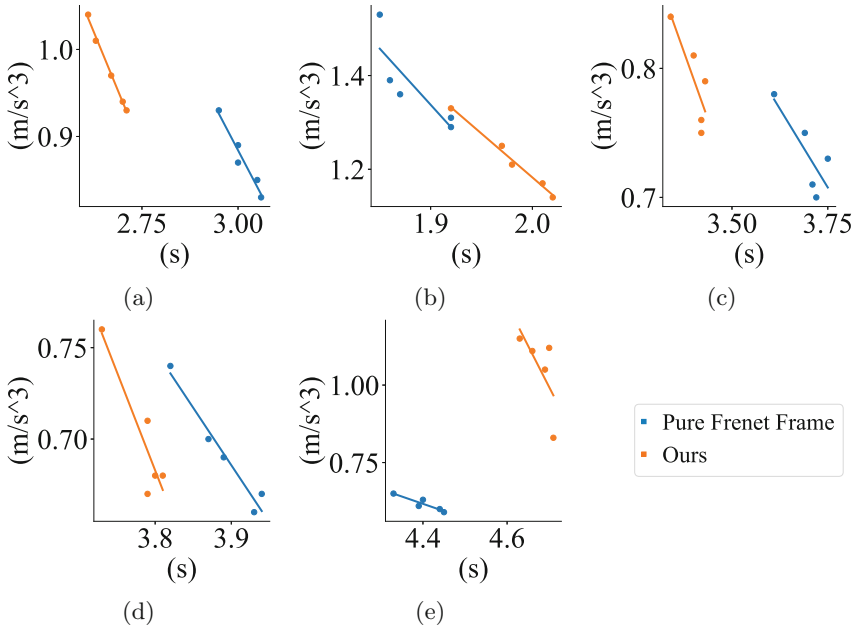 (m/s^3)
1.0
0.9
2.75
3.00
(s)
(a)
(m/s^3)
1.4
1.2
1.9
2.0
(s)
(b)
(m/s^3)
0.8
0.7
3.50
3.75
(s)
(c)
(m/s^3)
0.75
0.70
3.8
3.9
(s)
(d)
(m/s^3)
1.00
0.75
4.4
4.6
(s)
(e)
Pure Frenet Frame
Ours